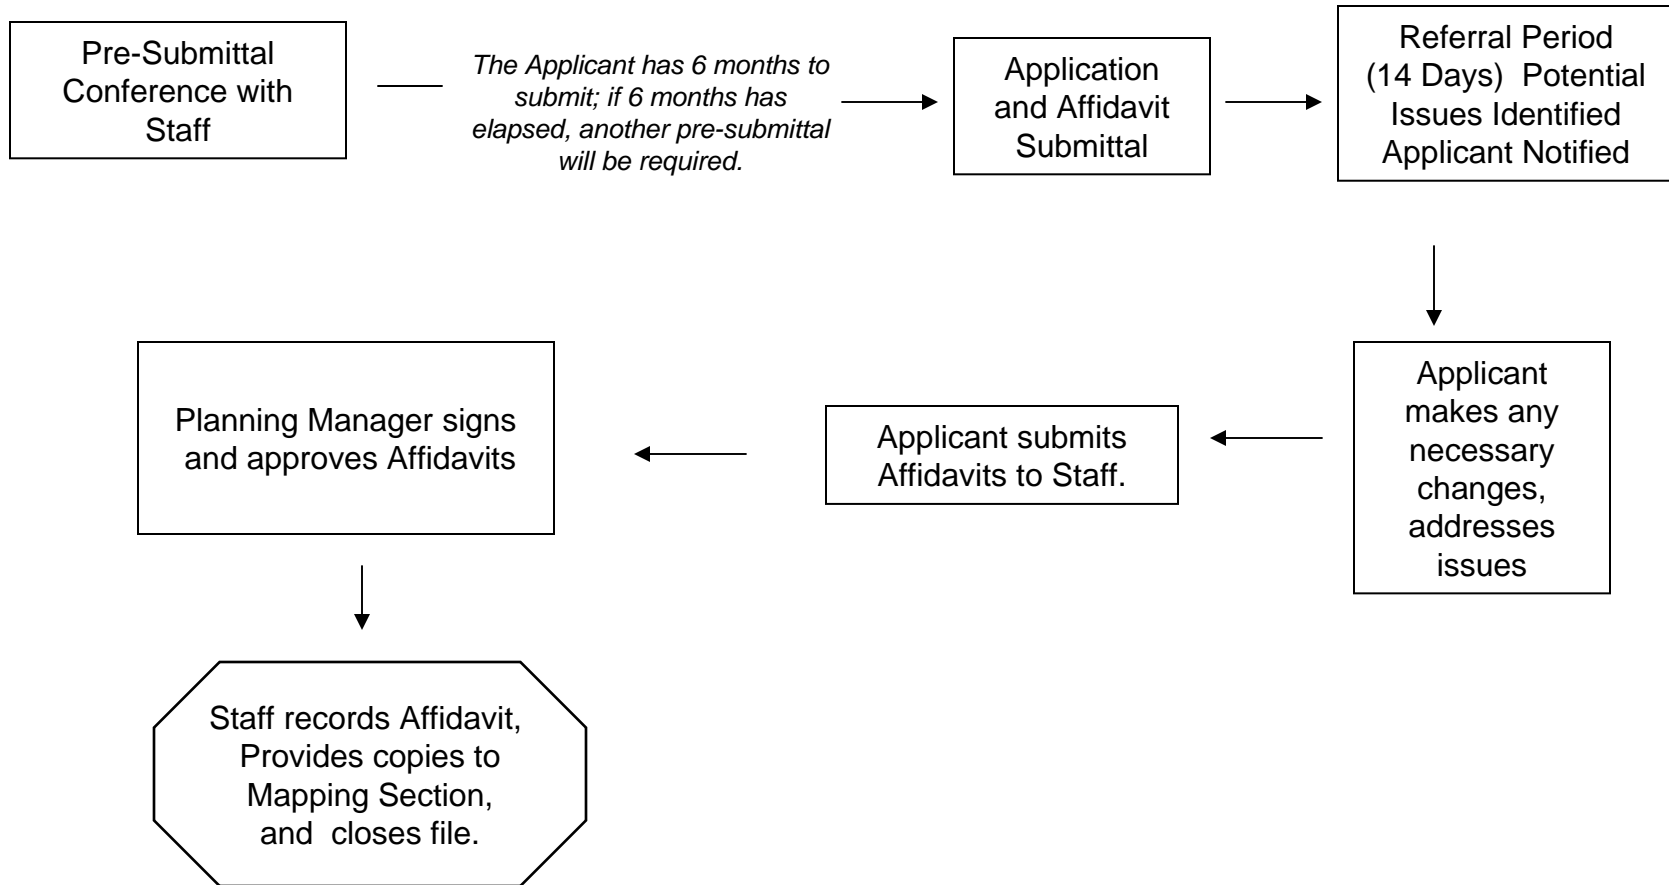 Pre-Submittal
Conference with
Staff
The Applicant has 6 months to
submit; if 6 months has
elapsed, another pre-submittal
will be required.
Application
and Affidavit
Submittal
Referral Period
(14 Days)  Potential
Issues Identified
Applicant Notified
Applicant
makes any
necessary
changes,
addresses
issues
Applicant submits
Affidavits to Staff.
Planning Manager signs
and approves Affidavits
Staff records Affidavit,
Provides copies to
Mapping Section,
and  closes file.